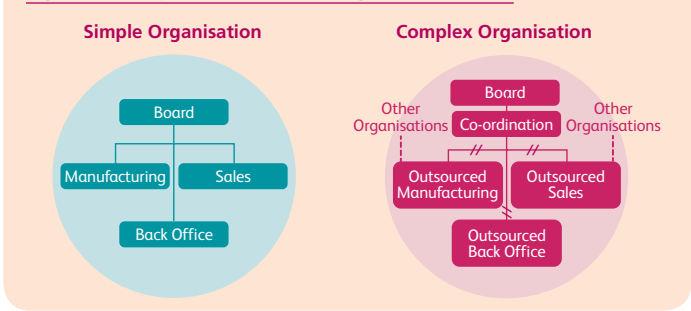 Simple Organisation
Board
Manufacturing
Sales
Back Office
Complex Organisation
Board
Other
Organisations
Co-ordination
Other
Organisations
Outsourced
Manufacturing
Outsourced
Sales
Outsourced
Back Office